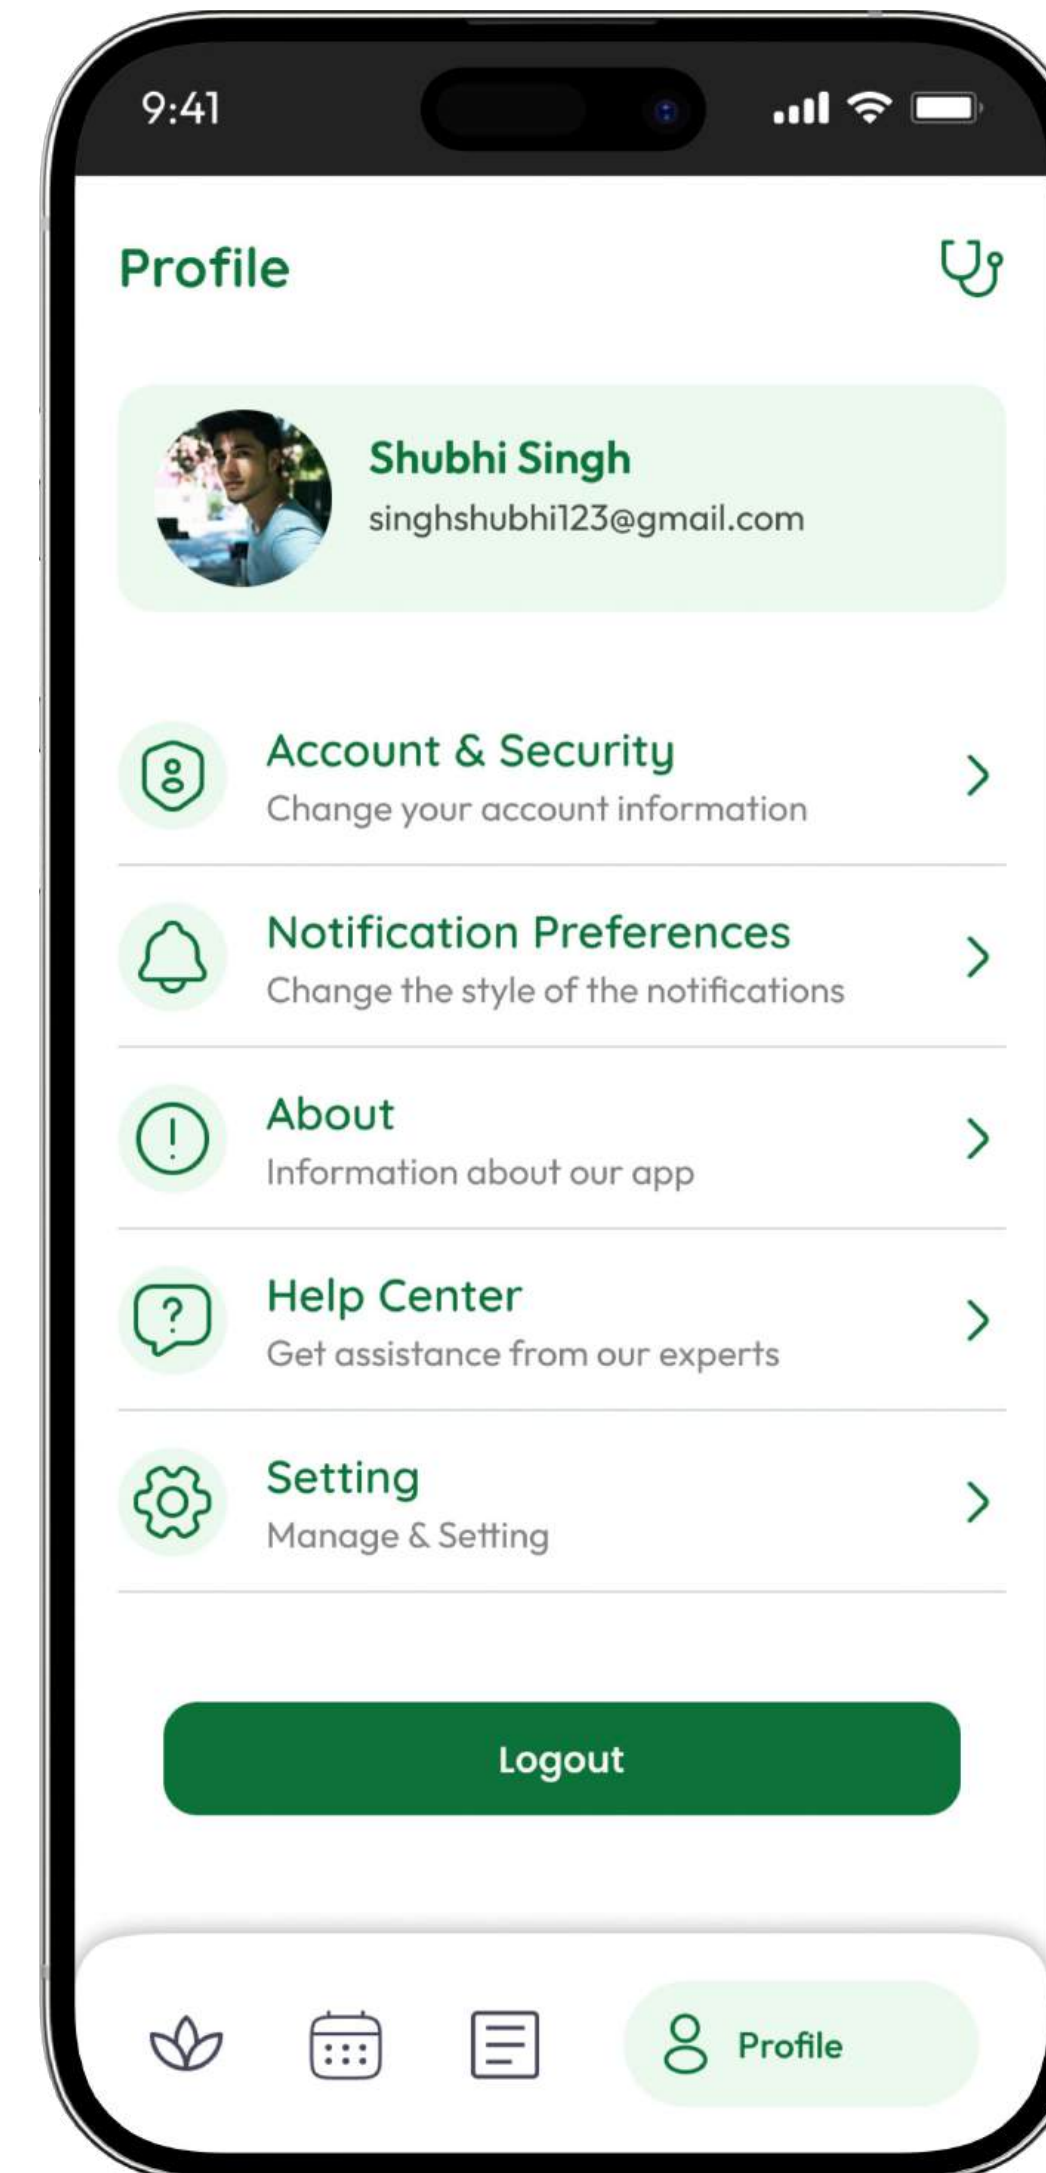 9:41
Profile
Shubhi Singh
singhshubhi123@gmail.com
Account & Security
Change your account information
Notification Preferences
Change the style of the notifications
About
Information about our app
Help Center
Get assistance from our experts
Setting
Manage & Setting
Logout
Profile